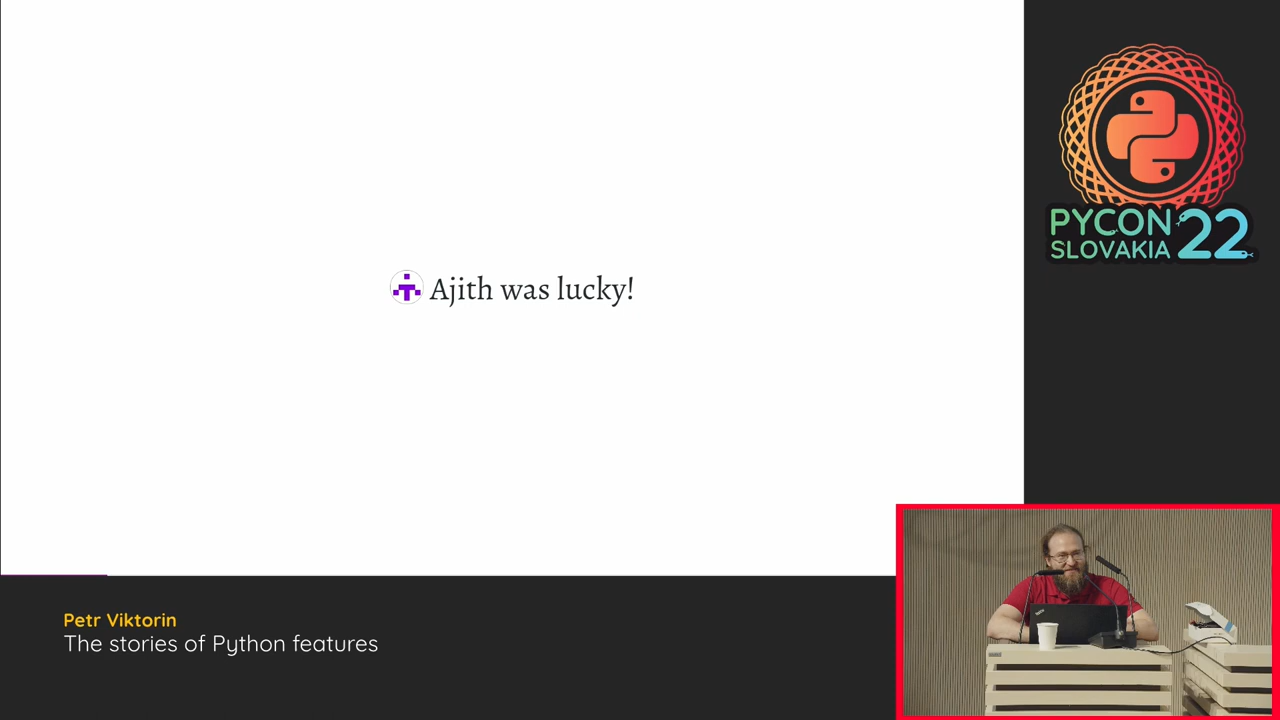 Ajith was lucky!
PYCON
SLOVAKIA
22
Petr Viktorin
The stories of Python features